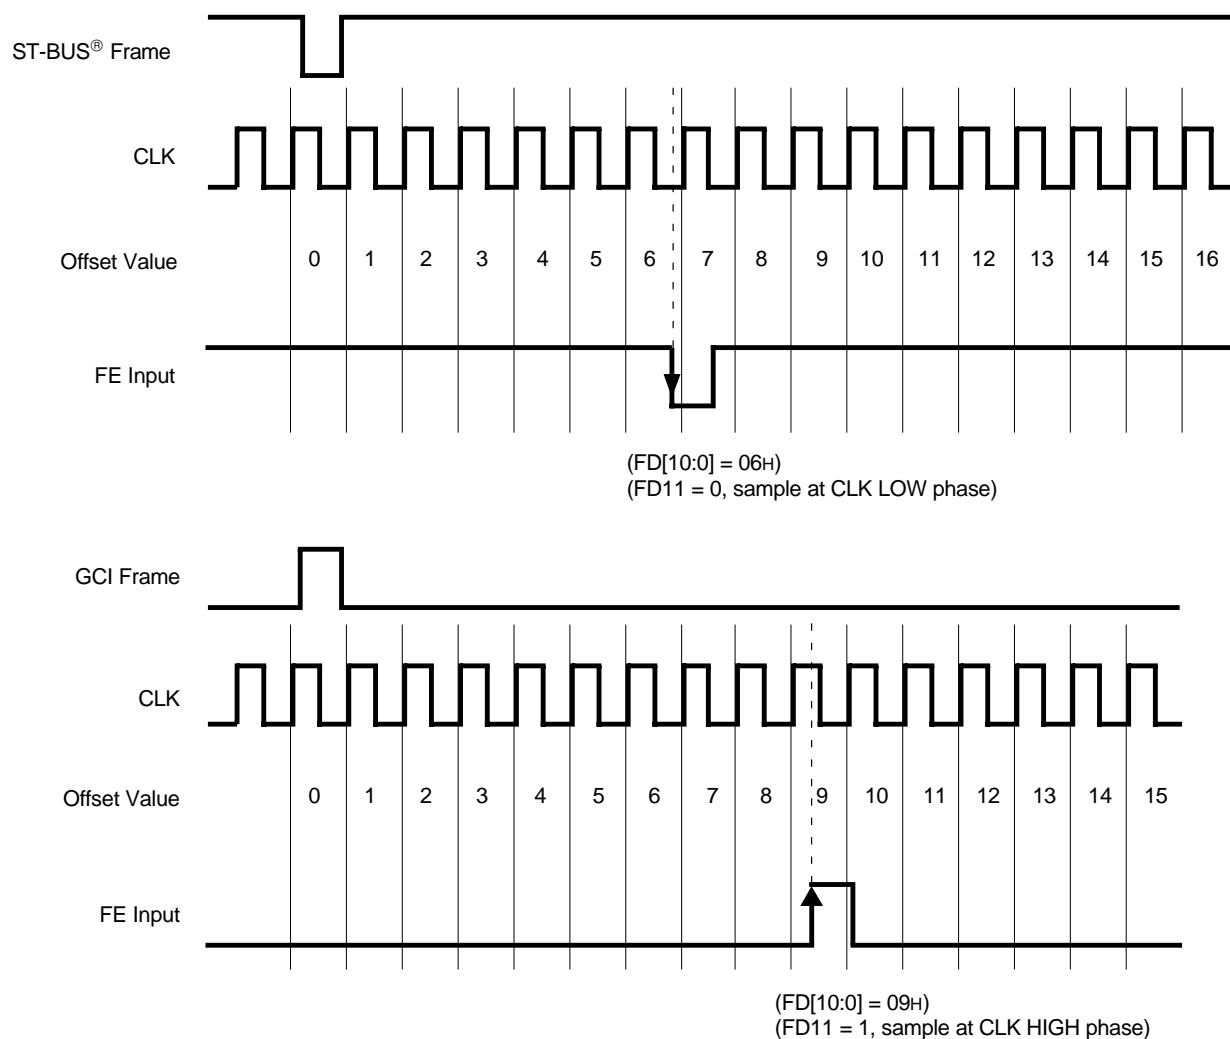 ST-BUS® Frame
CLK
Offset Value 0 1 2 3 4 5 6 7 8 9 10 11 12 13 14 15 16
FE Input
(FD[10:0] = 06H)
(FD11 = 0, sample at CLK LOW phase)
GCI Frame
CLK
Offset Value 0 1 2 3 4 5 6 7 8 9 10 11 12 13 14 15
FE Input
(FD[10:0] = 09H)
(FD11 = 1, sample at CLK HIGH phase)